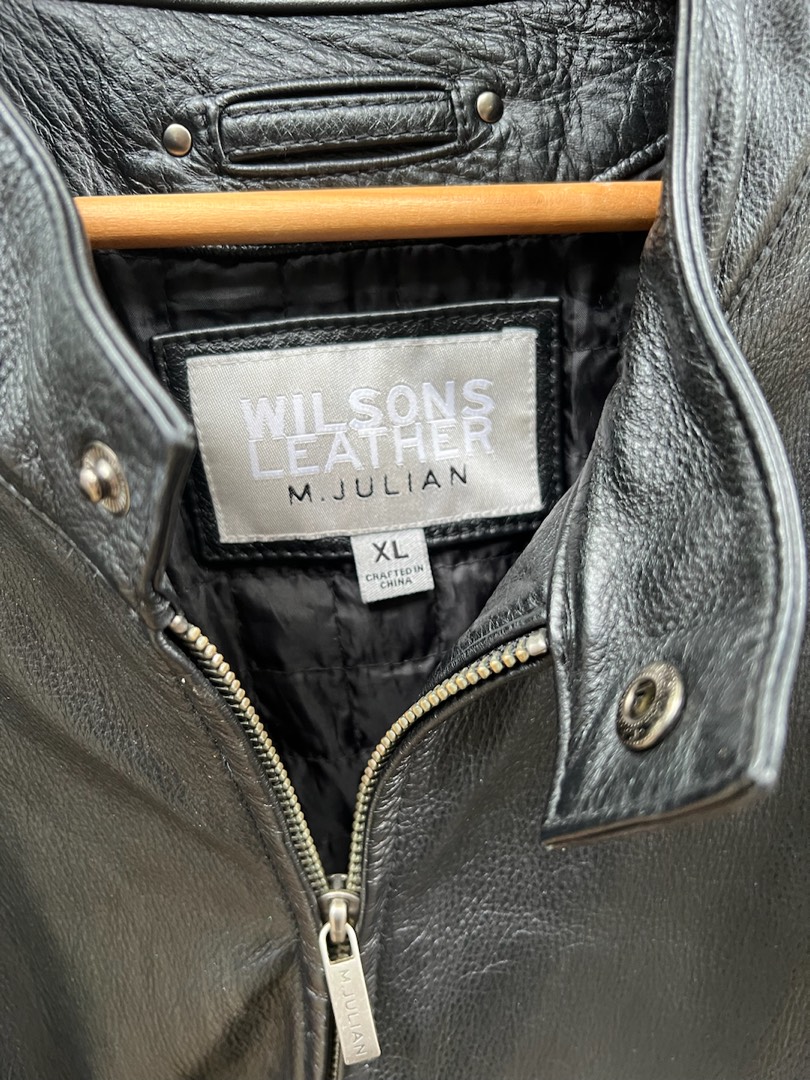 WILSONS
LEATHER
M.JULIAN
XL
CRAFTED IN
CHINA
M.JULIAN